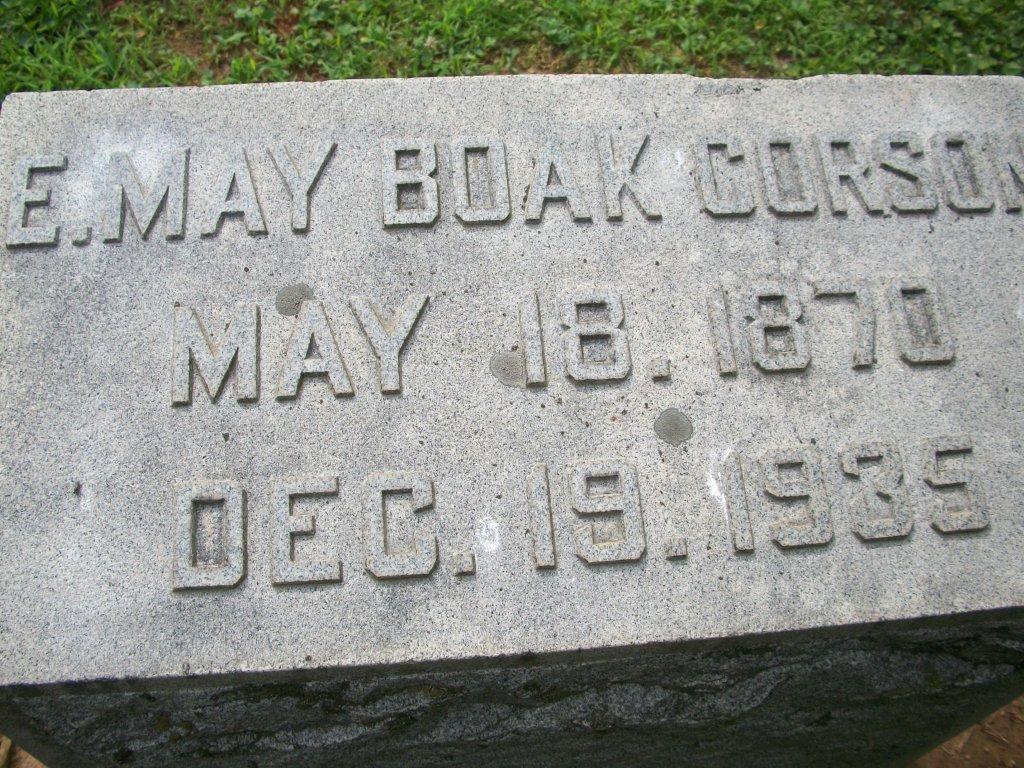 E. MAY BOAK CORSON
MAY 18. 1870
DEC. 19. 1935